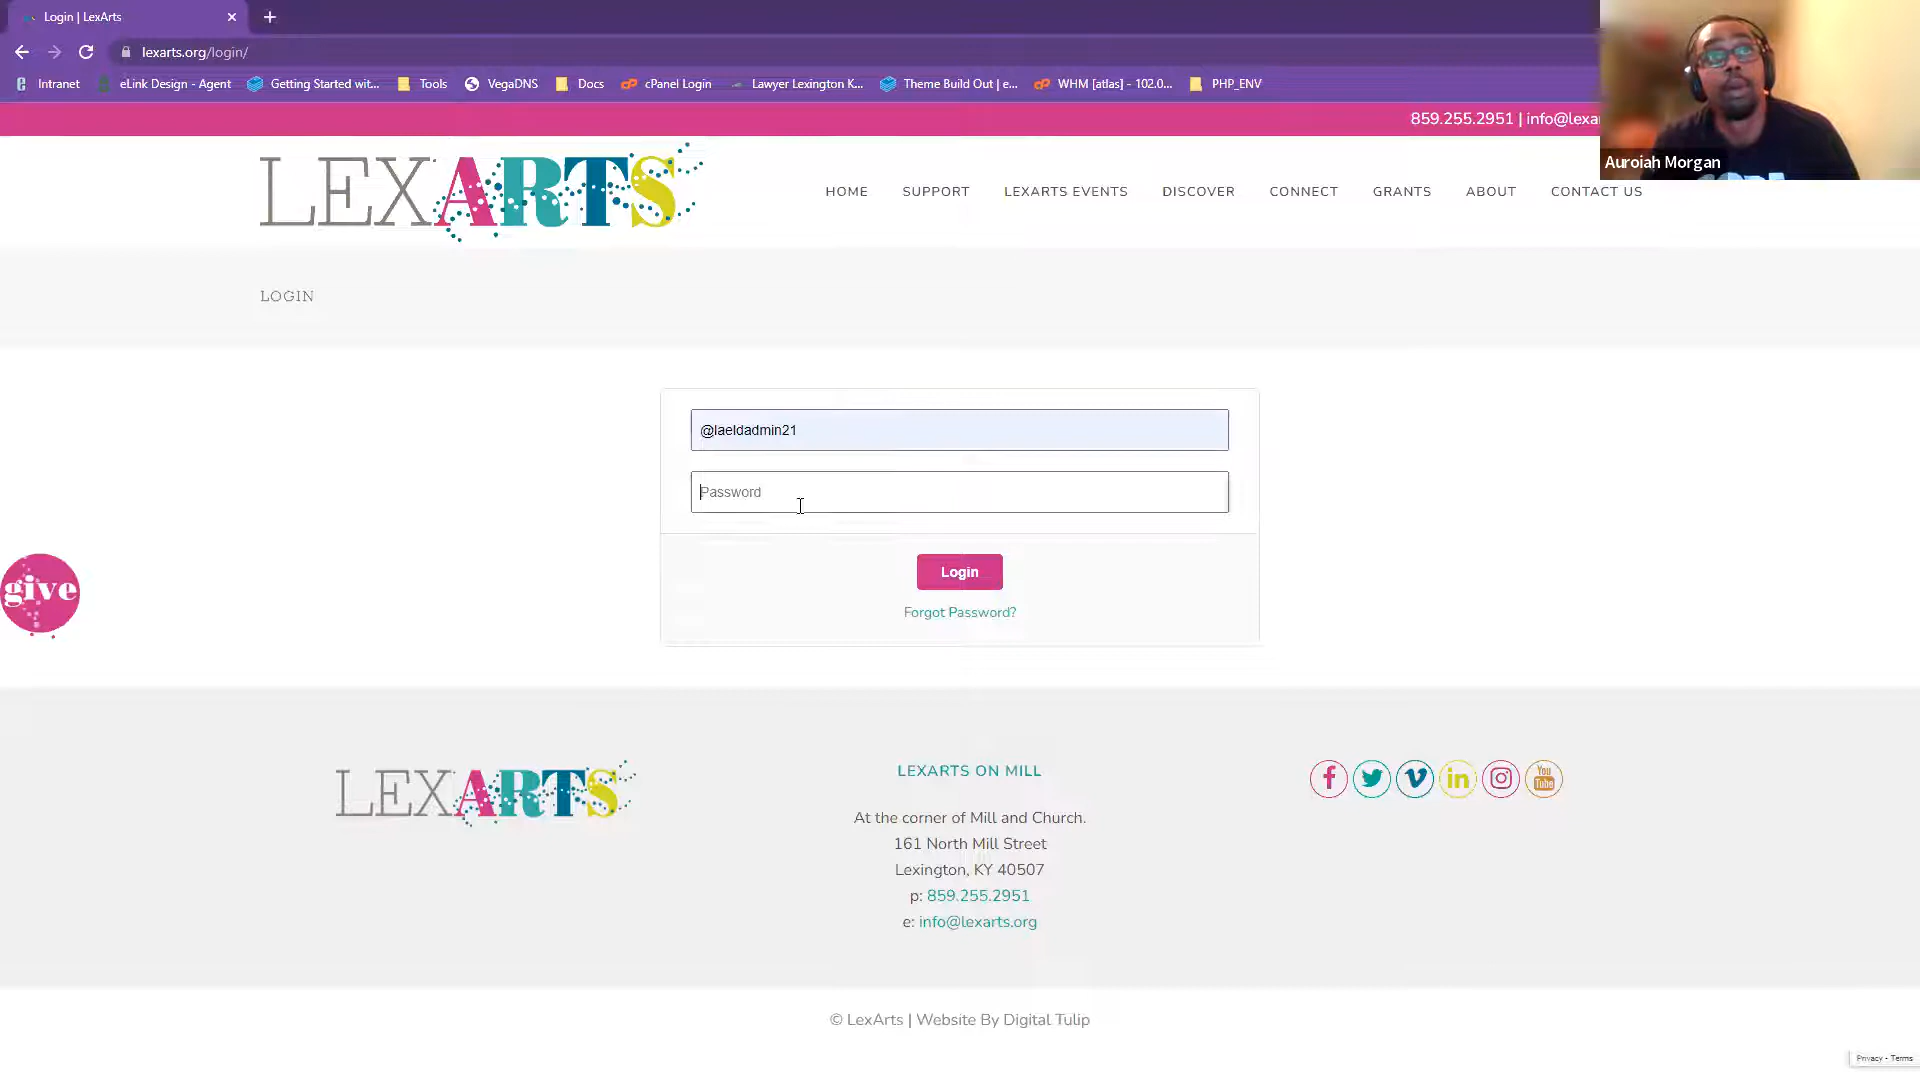 Login | LexArts
lexarts.org/login/
Intranet eLink Design - Agent Getting Started wit... Tools VegaDNS Docs cPanel Login Lawyer Lexington K... Theme Build Out | e... WHM [atlas] - 102.0... PHP_ENV
859.255.2951 | info@lexa
Auroiah Morgan
LEXARTS
HOME SUPPORT LEXARTS EVENTS DISCOVER CONNECT GRANTS ABOUT CONTACT US
LOGIN
@laeldadmin21
Password
Login
Forgot Password?
give
LEXARTS
LEXARTS ON MILL
At the corner of Mill and Church.
161 North Mill Street
Lexington, KY 40507
p: 859.255.2951
e: info@lexarts.org
You Tube
© LexArts | Website By Digital Tulip
Privacy - Terms